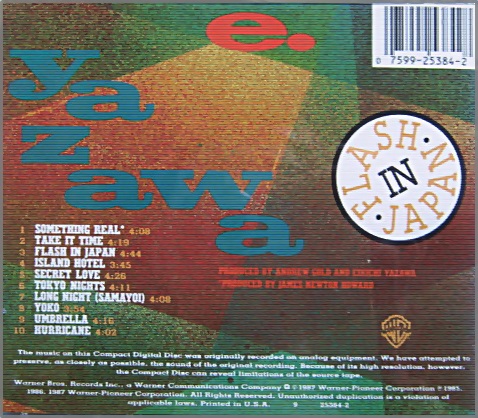 e.
yazawa
0 7599-25384-2
FLASH · IN · JAPAN
1 SOMETHING REAL* 4:08
2 TAKE IT TIME 4:19
3 FLASH IN JAPAN 4:44
4 ISLAND HOTEL 3:45
5 SECRET LOVE 4:26
6 TOKYO NIGHTS 4:11
7 LONG NIGHT (SAMAYOI) 4:08
8 YOKO 3:54
9 UMBRELLA 4:16
10 HURRICANE 4:02
PRODUCED BY ANDREW GOLD AND EIKICHI YAZAWA
*PRODUCED BY JAMES NEWTON HOWARD
The music on this Compact Digital Disc was originally recorded on analog equipment. We have attempted to
preserve, as closely as possible, the sound of the original recording. Because of its high resolution, however,
the Compact Disc can reveal limitations of the source tape.
Warner Bros. Records Inc., a Warner Communications Company © ℗ 1987 Warner-Pioneer Corporation ℗ 1985,
1986, 1987 Warner-Pioneer Corporation. All Rights Reserved. Unauthorized duplication is a violation of
applicable laws. Printed in U.S.A. 9 25384-2